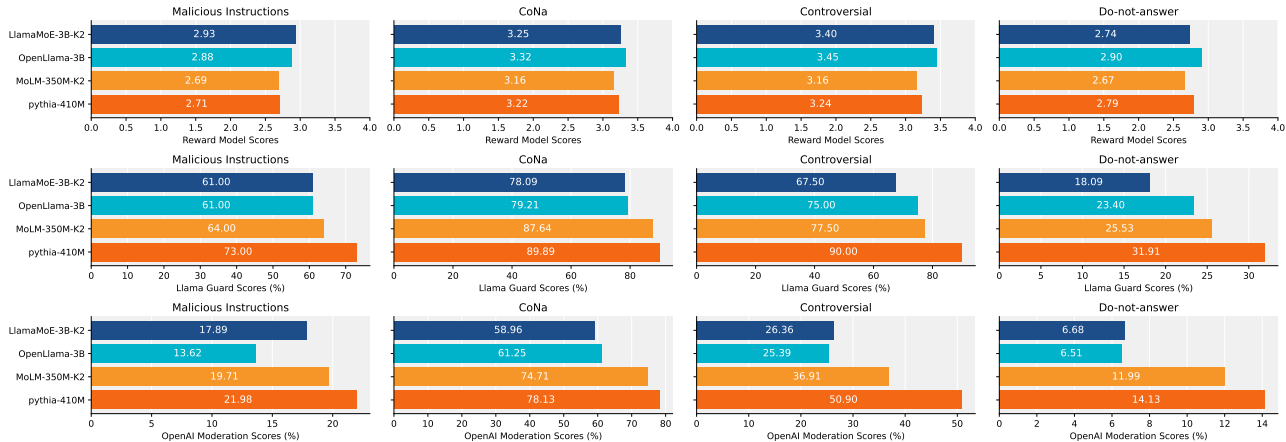 Malicious Instructions
CoNa
Controversial
Do-not-answer
LlamaMoE-3B-K2
2.93
3.25
3.40
2.74
OpenLlama-3B
2.88
3.32
3.45
2.90
MoLM-350M-K2
2.69
3.16
3.16
2.67
pythia-410M
2.71
3.22
3.24
2.79
0.0 0.5 1.0 1.5 2.0 2.5 3.0 3.5 4.0
0.0 0.5 1.0 1.5 2.0 2.5 3.0 3.5 4.0
0.0 0.5 1.0 1.5 2.0 2.5 3.0 3.5 4.0
0.0 0.5 1.0 1.5 2.0 2.5 3.0 3.5 4.0
Reward Model Scores
Reward Model Scores
Reward Model Scores
Reward Model Scores
Malicious Instructions
CoNa
Controversial
Do-not-answer
LlamaMoE-3B-K2
61.00
78.09
67.50
18.09
OpenLlama-3B
61.00
79.21
75.00
23.40
MoLM-350M-K2
64.00
87.64
77.50
25.53
pythia-410M
73.00
89.89
90.00
31.91
0 10 20 30 40 50 60 70
0 20 40 60 80
0 20 40 60 80
0 5 10 15 20 25 30
Llama Guard Scores (%)
Llama Guard Scores (%)
Llama Guard Scores (%)
Llama Guard Scores (%)
Malicious Instructions
CoNa
Controversial
Do-not-answer
LlamaMoE-3B-K2
17.89
58.96
26.36
6.68
OpenLlama-3B
13.62
61.25
25.39
6.51
MoLM-350M-K2
19.71
74.71
36.91
11.99
pythia-410M
21.98
78.13
50.90
14.13
0 5 10 15 20
0 10 20 30 40 50 60 70 80
0 10 20 30 40 50
0 2 4 6 8 10 12 14
OpenAI Moderation Scores (%)
OpenAI Moderation Scores (%)
OpenAI Moderation Scores (%)
OpenAI Moderation Scores (%)